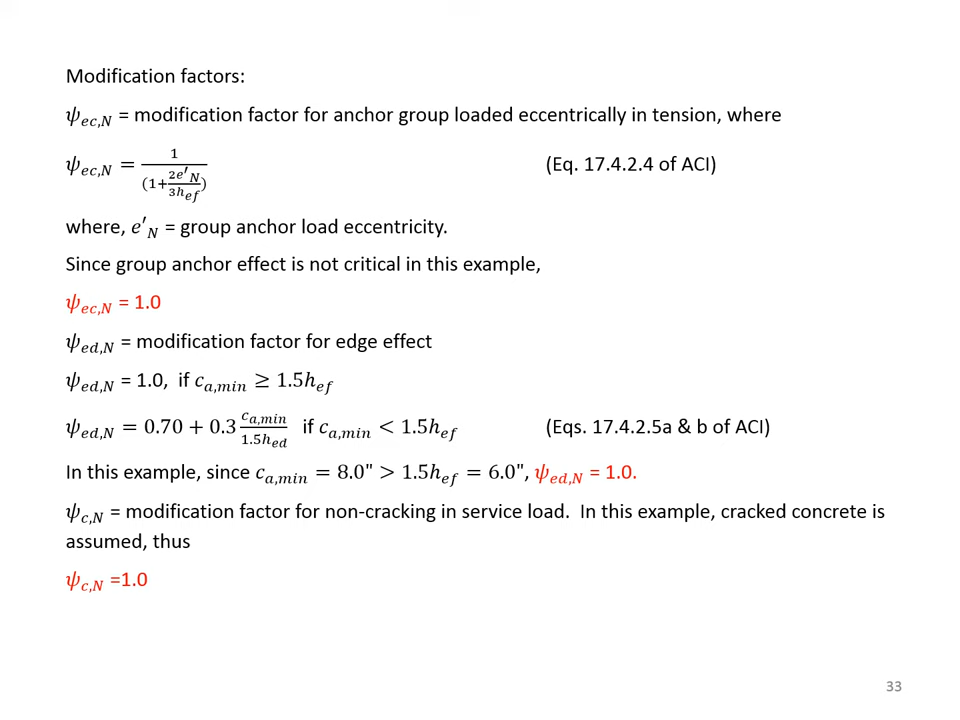 Modification factors:
ψec,N = modification factor for anchor group loaded eccentrically in tension, where
ψec,N = 1/(1+2e′N/3hef) (Eq. 17.4.2.4 of ACI)
where, e′N = group anchor load eccentricity.
Since group anchor effect is not critical in this example,
ψec,N = 1.0
ψed,N = modification factor for edge effect
ψed,N = 1.0, if ca,min ≥ 1.5hef
ψed,N = 0.70 + 0.3 ca,min/1.5hed if ca,min < 1.5hef (Eqs. 17.4.2.5a & b of ACI)
In this example, since ca,min = 8.0" > 1.5hef = 6.0", ψed,N = 1.0.
ψc,N = modification factor for non-cracking in service load. In this example, cracked concrete is
assumed, thus
ψc,N =1.0
33